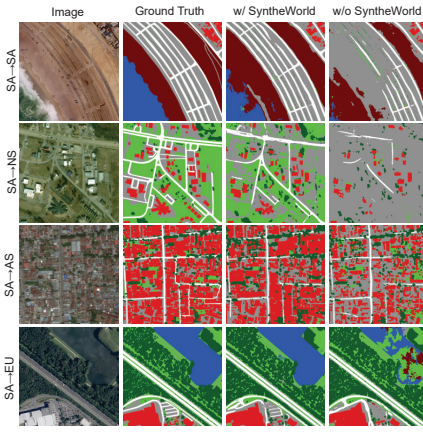 Image Ground Truth w/ SyntheWorld w/o SyntheWorld
SA→SA
SA→NS
SA→AS
SA→EU